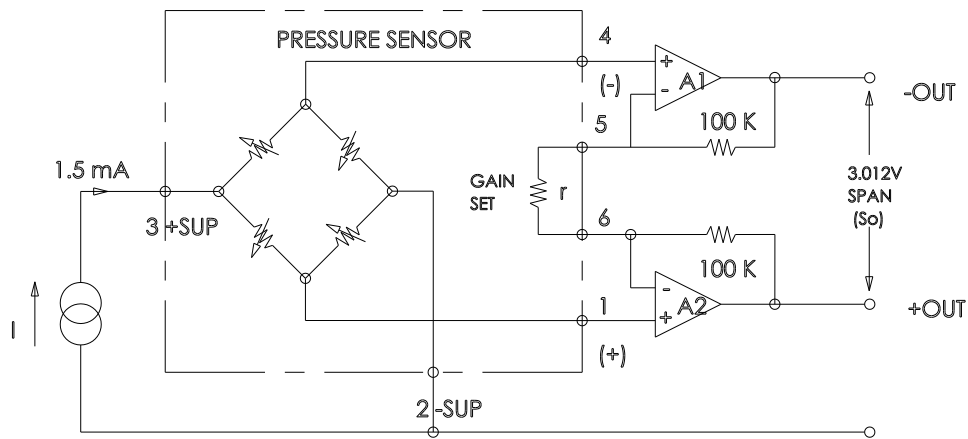 PRESSURE SENSOR
4
+
A1
(-)
-
-OUT
5
100 K
1.5 mA
GAIN
SET
r
3.012V
SPAN
(So)
3 +SUP
6
100 K
-
A2
+
1
+OUT
I
(+)
2 -SUP